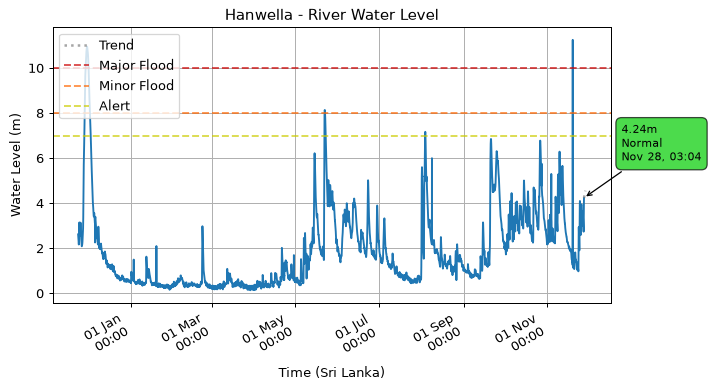 Hanwella - River Water Level
Trend
Major Flood
Minor Flood
Alert
10
8
6
4
2
0
Water Level (m)
4.24m
Normal
Nov 28, 03:04
01 Jan
00:00
01 Mar
00:00
01 May
00:00
01 Jul
00:00
01 Sep
00:00
01 Nov
00:00
Time (Sri Lanka)